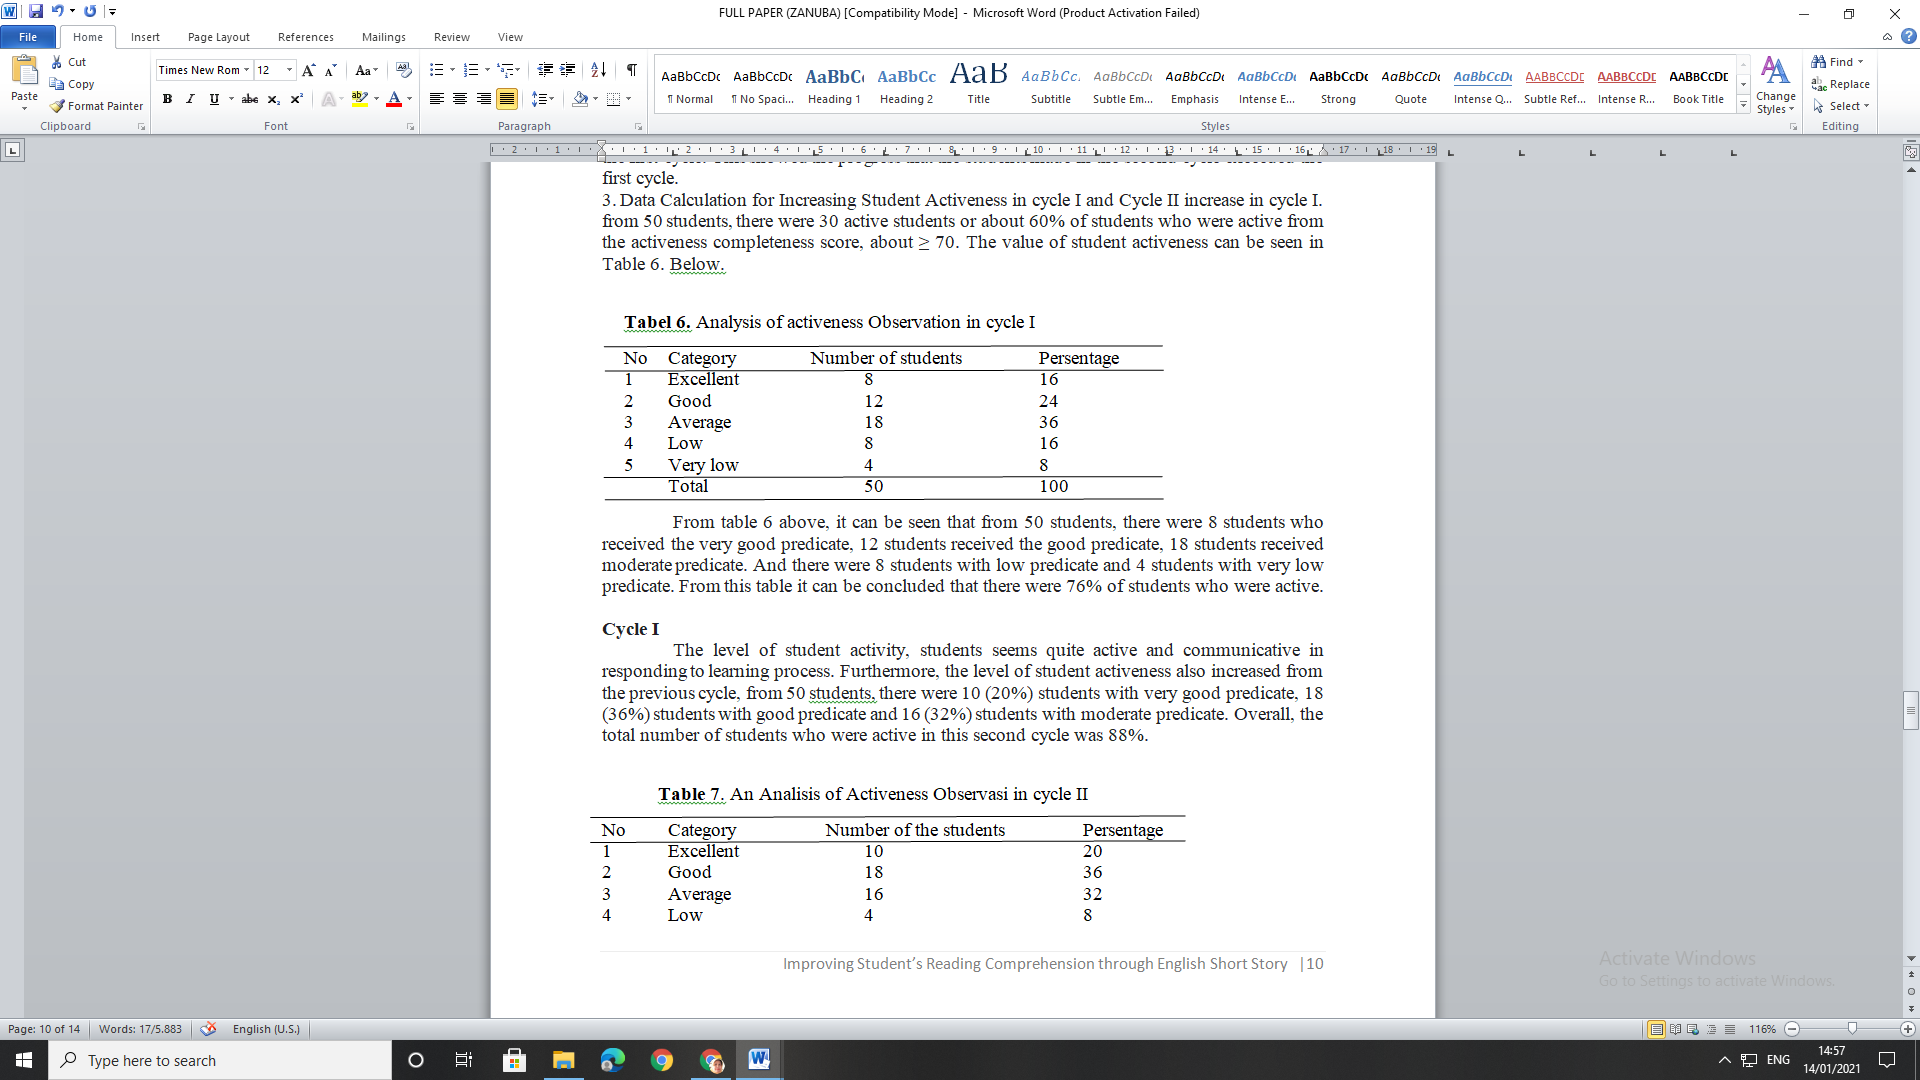 FULL PAPER (ZANUBA) [Compatibility Mode] - Microsoft Word (Product Activation Failed)
File Home Insert Page Layout References Mailings Review View
Paste Cut Copy Format Painter
Times New Rom 12
AaBbCcDc AaBbCcDc AaBbCc AaBbCc AaB AaBbCc. AaBbCcDc AaBbCcDc AaBbCcDc AaBbCcDc AaBbCcDc AaBbCcDc AABBCCDE AABBCCDE AABBCCDE
¶ Normal ¶ No Spaci... Heading 1 Heading 2 Title Subtitle Subtle Em... Emphasis Intense E... Strong Quote Intense Q... Subtle Ref... Intense R... Book Title
Change Styles
Find
Replace
Select
Clipboard Font Paragraph Styles Editing
first cycle.
3. Data Calculation for Increasing Student Activeness in cycle I and Cycle II increase in cycle I.
from 50 students, there were 30 active students or about 60% of students who were active from
the activeness completeness score, about ≥ 70. The value of student activeness can be seen in
Table 6. Below.
Tabel 6. Analysis of activeness Observation in cycle I
No Category Number of students Persentage
1 Excellent 8 16
2 Good 12 24
3 Average 18 36
4 Low 8 16
5 Very low 4 8
Total 50 100
From table 6 above, it can be seen that from 50 students, there were 8 students who
received the very good predicate, 12 students received the good predicate, 18 students received
moderate predicate. And there were 8 students with low predicate and 4 students with very low
predicate. From this table it can be concluded that there were 76% of students who were active.
Cycle I
The level of student activity, students seems quite active and communicative in
responding to learning process. Furthermore, the level of student activeness also increased from
the previous cycle, from 50 students, there were 10 (20%) students with very good predicate, 18
(36%) students with good predicate and 16 (32%) students with moderate predicate. Overall, the
total number of students who were active in this second cycle was 88%.
Table 7. An Analisis of Activeness Observasi in cycle II
No Category Number of the students Persentage
1 Excellent 10 20
2 Good 18 36
3 Average 16 32
4 Low 4 8
Improving Student’s Reading Comprehension through English Short Story |10
Activate Windows
Go to Settings to activate Windows.
Page: 10 of 14 Words: 17/5.883 English (U.S.) 116%
Type here to search
ENG
14:57
14/01/2021